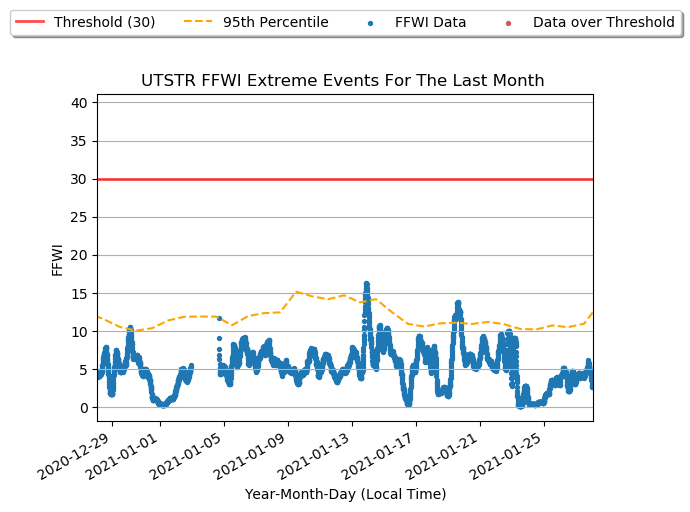 Threshold (30) 95th Percentile FFWI Data Data over Threshold
UTSTR FFWI Extreme Events For The Last Month
40
35
30
25
20
15
10
5
0
FFWI
2020-12-29 2021-01-01 2021-01-05 2021-01-09 2021-01-13 2021-01-17 2021-01-21 2021-01-25
Year-Month-Day (Local Time)